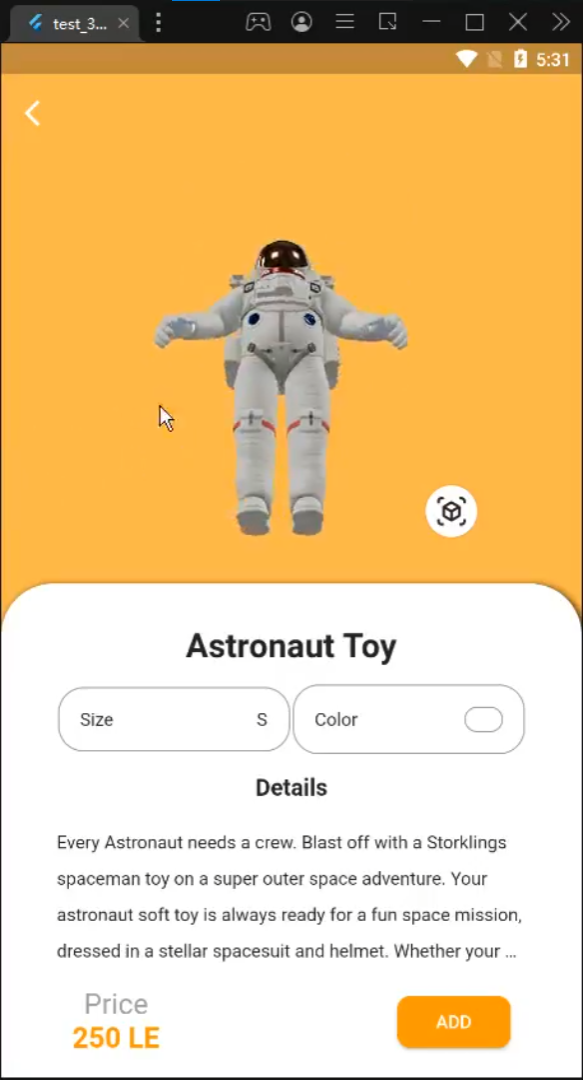 test_3...
5:31
Astronaut Toy
Size S
Color
Details
Every Astronaut needs a crew. Blast off with a Storklings
spaceman toy on a super outer space adventure. Your
astronaut soft toy is always ready for a fun space mission,
dressed in a stellar spacesuit and helmet. Whether your ...
Price
250 LE
ADD